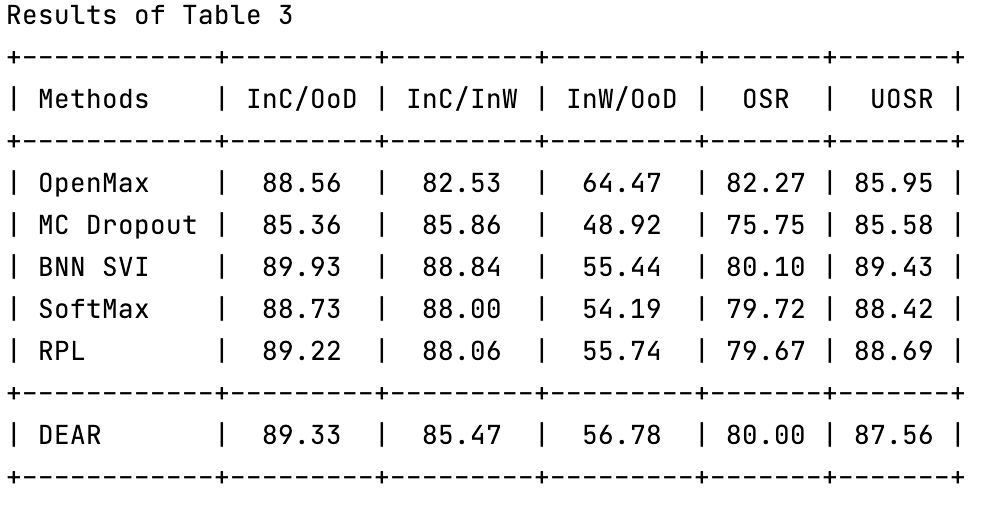 Results of Table 3
+------------+---------+---------+---------+-------+-------+
| Methods    | InC/OoD | InC/InW | InW/OoD |  OSR  |  UOSR |
+------------+---------+---------+---------+-------+-------+
| OpenMax    |  88.56  |  82.53  |  64.47  | 82.27 | 85.95 |
| MC Dropout |  85.36  |  85.86  |  48.92  | 75.75 | 85.58 |
| BNN SVI    |  89.93  |  88.84  |  55.44  | 80.10 | 89.43 |
| SoftMax    |  88.73  |  88.00  |  54.19  | 79.72 | 88.42 |
| RPL        |  89.22  |  88.06  |  55.74  | 79.67 | 88.69 |
+------------+---------+---------+---------+-------+-------+
| DEAR       |  89.33  |  85.47  |  56.78  | 80.00 | 87.56 |
+------------+---------+---------+---------+-------+-------+